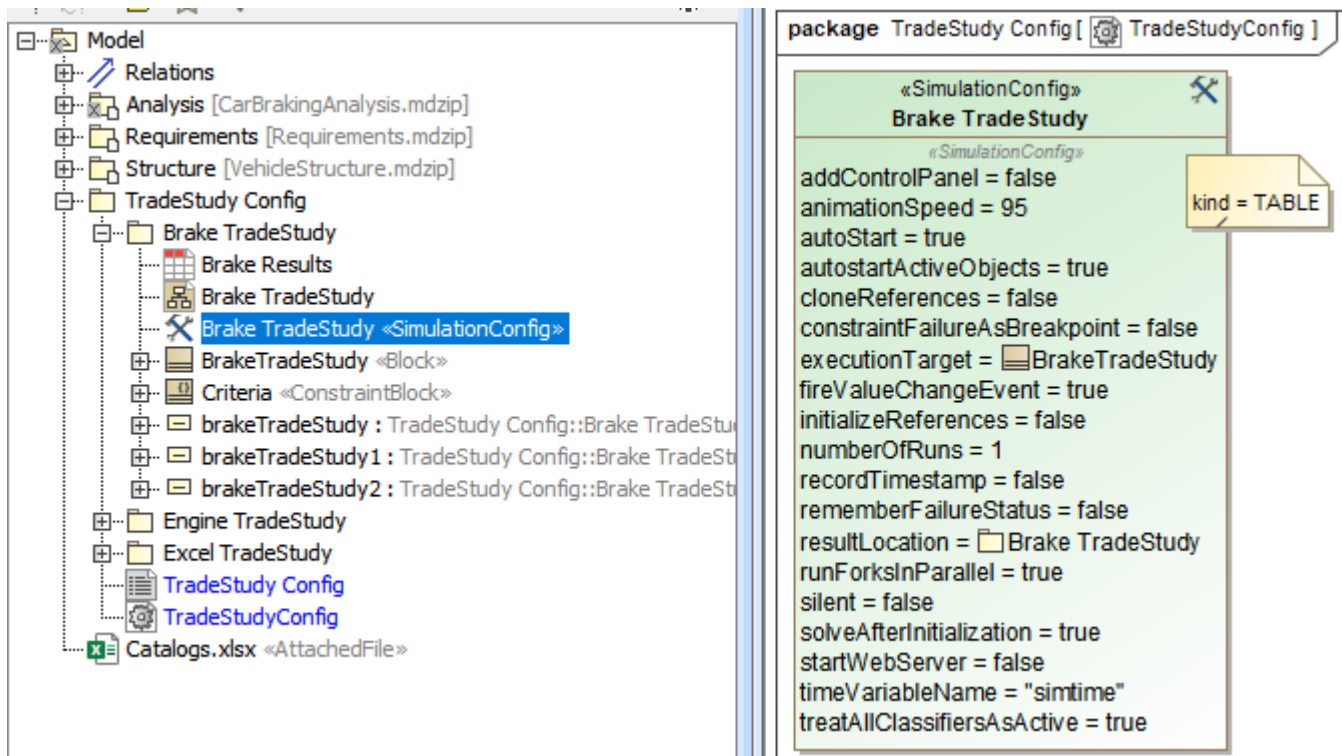 Model
Relations
Analysis [CarBrakingAnalysis.mdzip]
Requirements [Requirements.mdzip]
Structure [VehicleStructure.mdzip]
TradeStudy Config
Brake TradeStudy
Brake Results
Brake TradeStudy
Brake TradeStudy «SimulationConfig»
BrakeTradeStudy «Block»
Criteria «ConstraintBlock»
brakeTradeStudy : TradeStudy Config::Brake TradeStu
brakeTradeStudy1 : TradeStudy Config::Brake TradeSt
brakeTradeStudy2 : TradeStudy Config::Brake TradeSt
Engine TradeStudy
Excel TradeStudy
TradeStudy Config
TradeStudyConfig
Catalogs.xlsx «AttachedFile»
package TradeStudy Config [ TradeStudyConfig ]
«SimulationConfig»
Brake TradeStudy
«SimulationConfig»
addControlPanel = false
animationSpeed = 95
autoStart = true
autostartActiveObjects = true
cloneReferences = false
constraintFailureAsBreakpoint = false
executionTarget = BrakeTradeStudy
fireValueChangeEvent = true
initializeReferences = false
numberOfRuns = 1
recordTimestamp = false
rememberFailureStatus = false
resultLocation = Brake TradeStudy
runForksInParallel = true
silent = false
solveAfterInitialization = true
startWebServer = false
timeVariableName = "simtime"
treatAllClassifiersAsActive = true
kind = TABLE